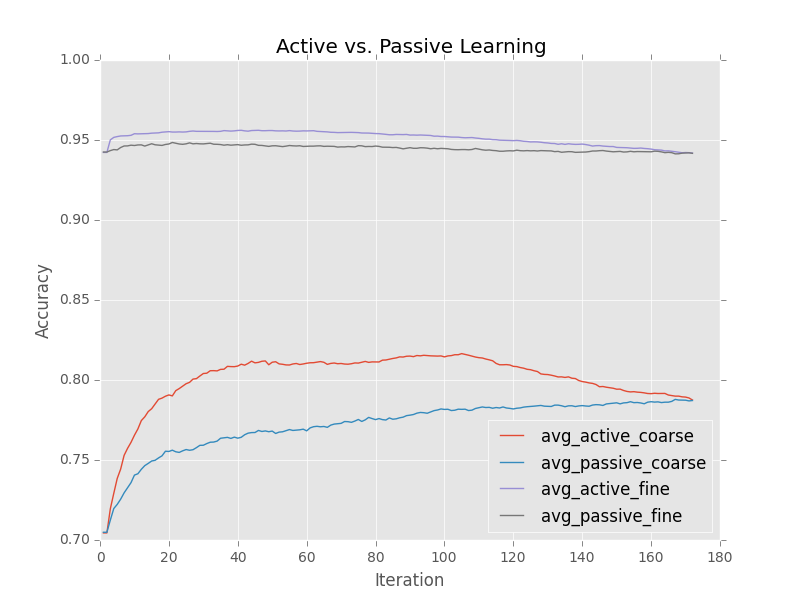 Active vs. Passive Learning
1.00
0.95
0.90
0.85
0.80
0.75
0.70
Accuracy
avg_active_coarse
avg_passive_coarse
avg_active_fine
avg_passive_fine
0 20 40 60 80 100 120 140 160 180
Iteration